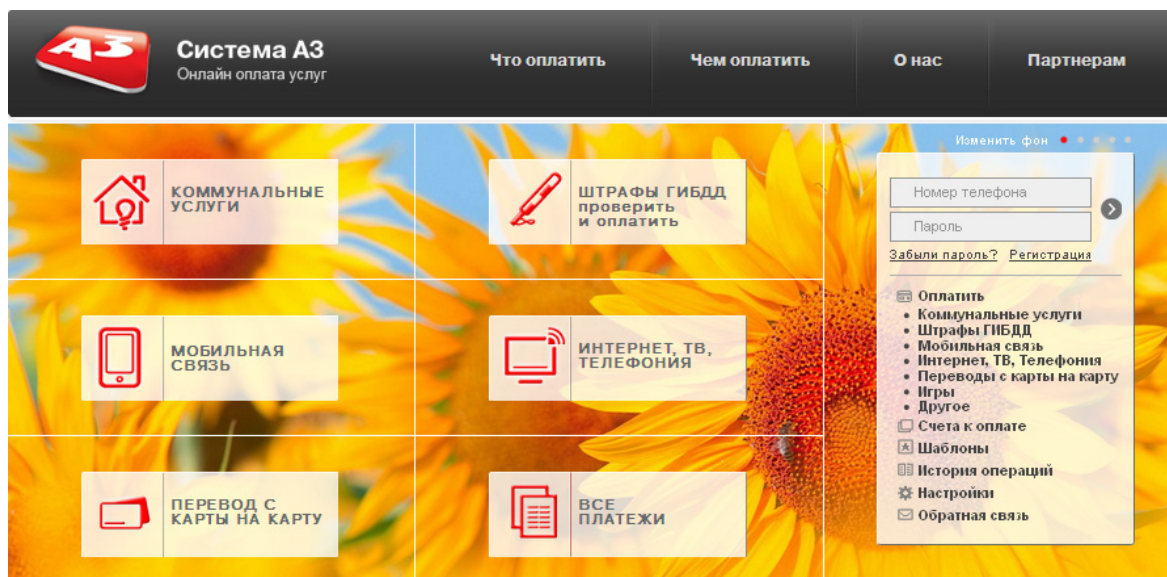 А3
Система А3
Онлайн оплата услуг
Что оплатить
Чем оплатить
О нас
Партнерам
Изменить фон
КОММУНАЛЬНЫЕ
УСЛУГИ
ШТРАФЫ ГИБДД
проверить
и оплатить
МОБИЛЬНАЯ
СВЯЗЬ
ИНТЕРНЕТ, ТВ,
ТЕЛЕФОНИЯ
ПЕРЕВОД С
КАРТЫ НА КАРТУ
ВСЕ
ПЛАТЕЖИ
Номер телефона
Пароль
Забыли пароль? Регистрация
Оплатить
• Коммунальные услуги
• Штрафы ГИБДД
• Мобильная связь
• Интернет, ТВ, Телефония
• Переводы с карты на карту
• Игры
• Другое
Счета к оплате
Шаблоны
История операций
Настройки
Обратная связь